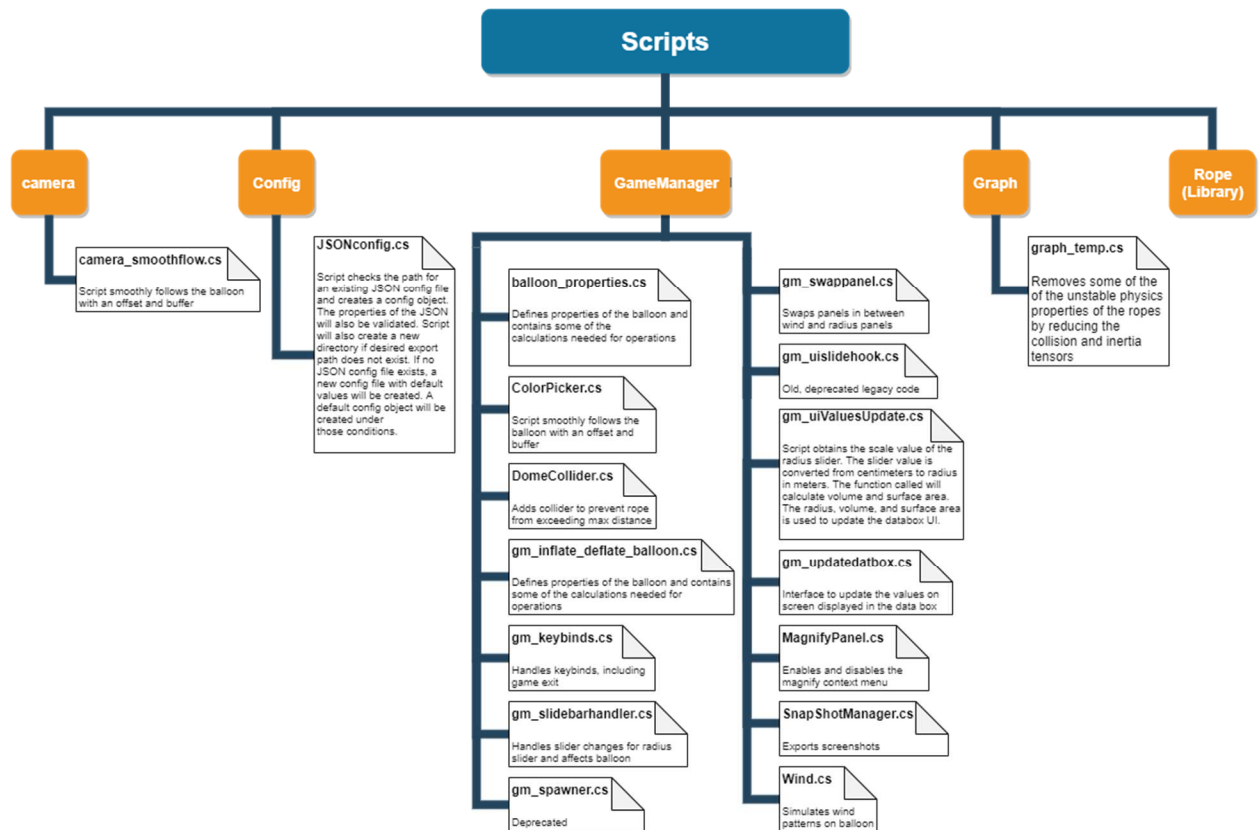 Scripts
camera
Config
GameManager
Graph
Rope
(Library)
camera_smoothflow.cs
Script smoothly follows the balloon
with an offset and buffer
JSONconfig.cs
Script checks the path for
an existing JSON config file
and creates a config object.
The properties of the JSON
will also be validated. Script
will also create a new
directory if desired export
path does not exist. If no
JSON config file exists, a
new config file with default
values will be created. A
default config object will be
created under
those conditions.
balloon_properties.cs
Defines properties of the balloon and
contains some of the
calculations needed for operations
ColorPicker.cs
Script smoothly follows the
balloon with an offset and
buffer
DomeCollider.cs
Adds collider to prevent rope
from exceeding max distance
gm_inflate_deflate_balloon.cs
Defines properties of the balloon and contains
some of the calculations needed for
operations
gm_keybinds.cs
Handles keybinds, including
game exit
gm_slidebarhandler.cs
Handles slider changes for radius
slider and affects balloon
gm_spawner.cs
Deprecated
gm_swappanel.cs
Swaps panels in between
wind and radius panels
gm_uislidehook.cs
Old, deprecated legacy code
gm_uiValuesUpdate.cs
Script obtains the scale value of the
radius slider. The slider value is
converted from centimeters to radius
in meters. The function called will
calculate volume and surface area.
The radius, volume, and surface area
is used to update the databox UI.
gm_updatedatbox.cs
Interface to update the values on
screen displayed in the data box
MagnifyPanel.cs
Enables and disables the
magnify context menu
SnapShotManager.cs
Exports screenshots
Wind.cs
Simulates wind
patterns on balloon
graph_temp.cs
Removes some of the
of the unstable physics
properties of the ropes
by reducing the
collision and inertia
tensors